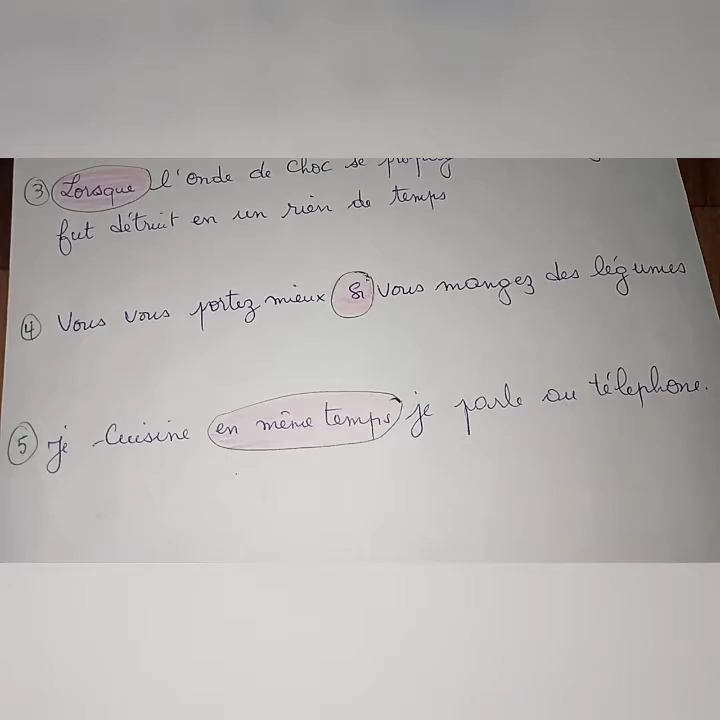 ③ Lorsque l'onde de choc se
fut détruit en un rien de temps
④ Vous vous portez mieux si vous mangez des légumes
⑤ je cuisine en même temps je parle au téléphone.